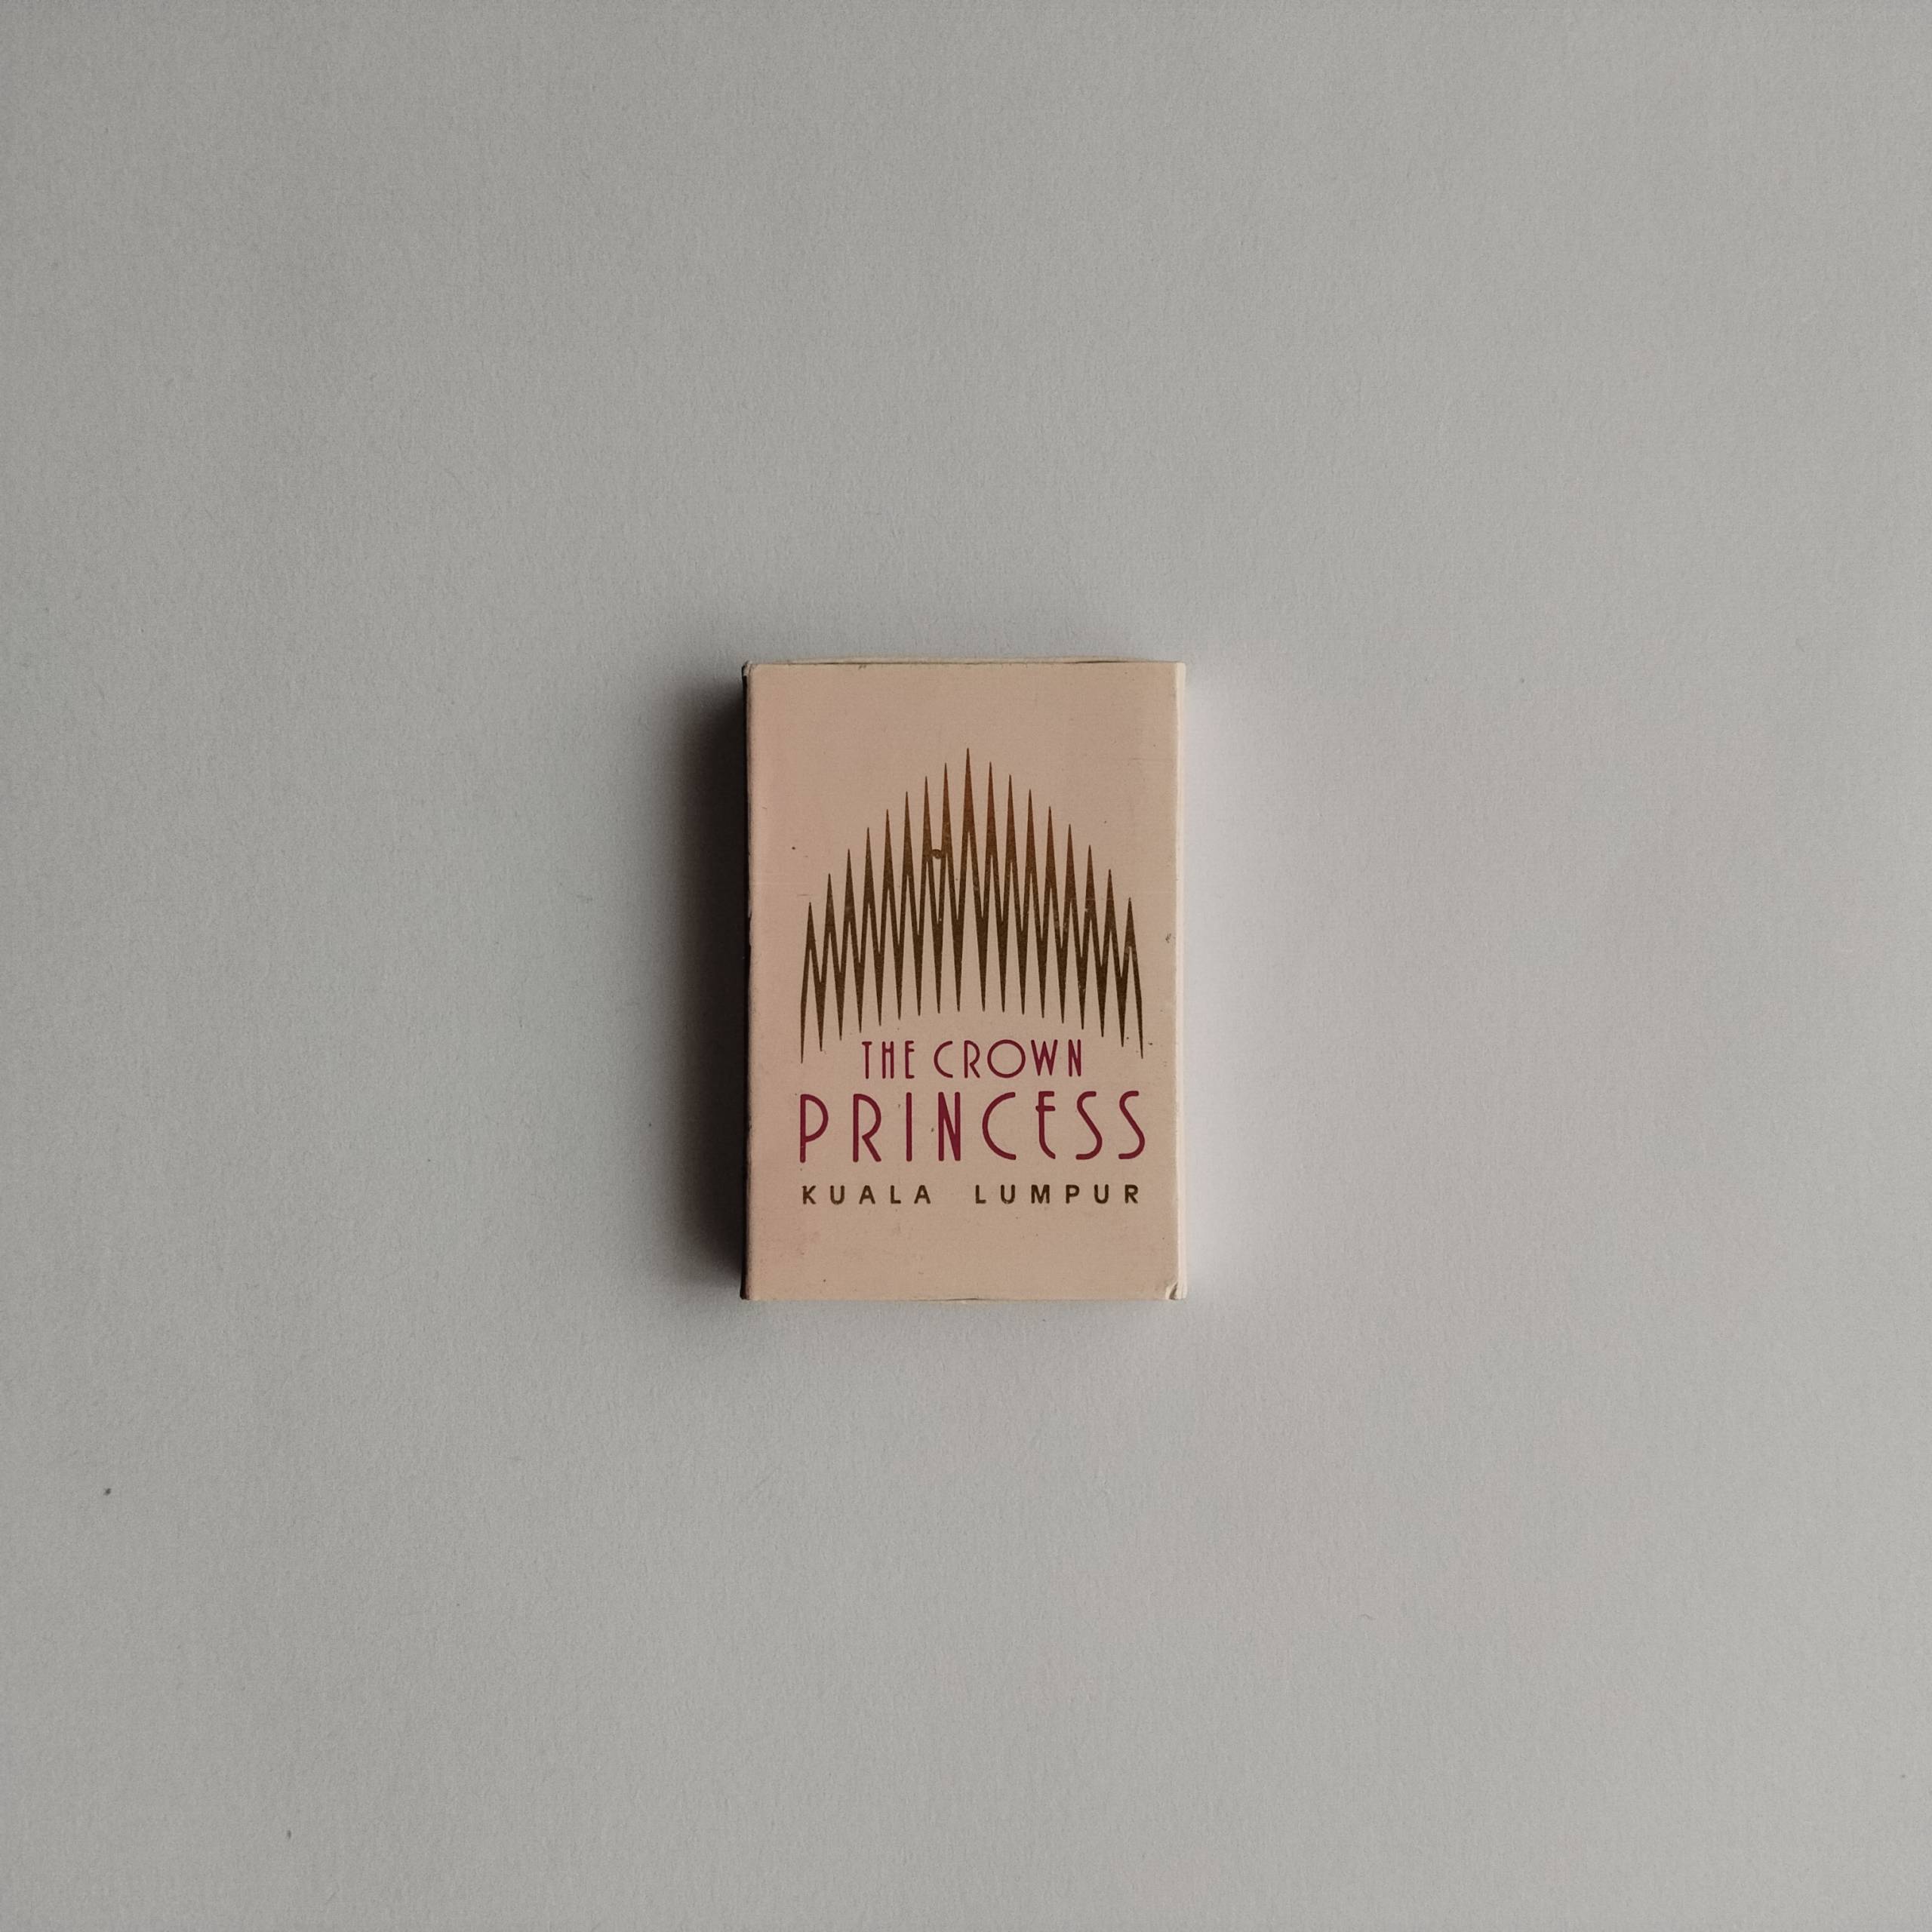 THE CROWN
PRINCESS
KUALA LUMPUR